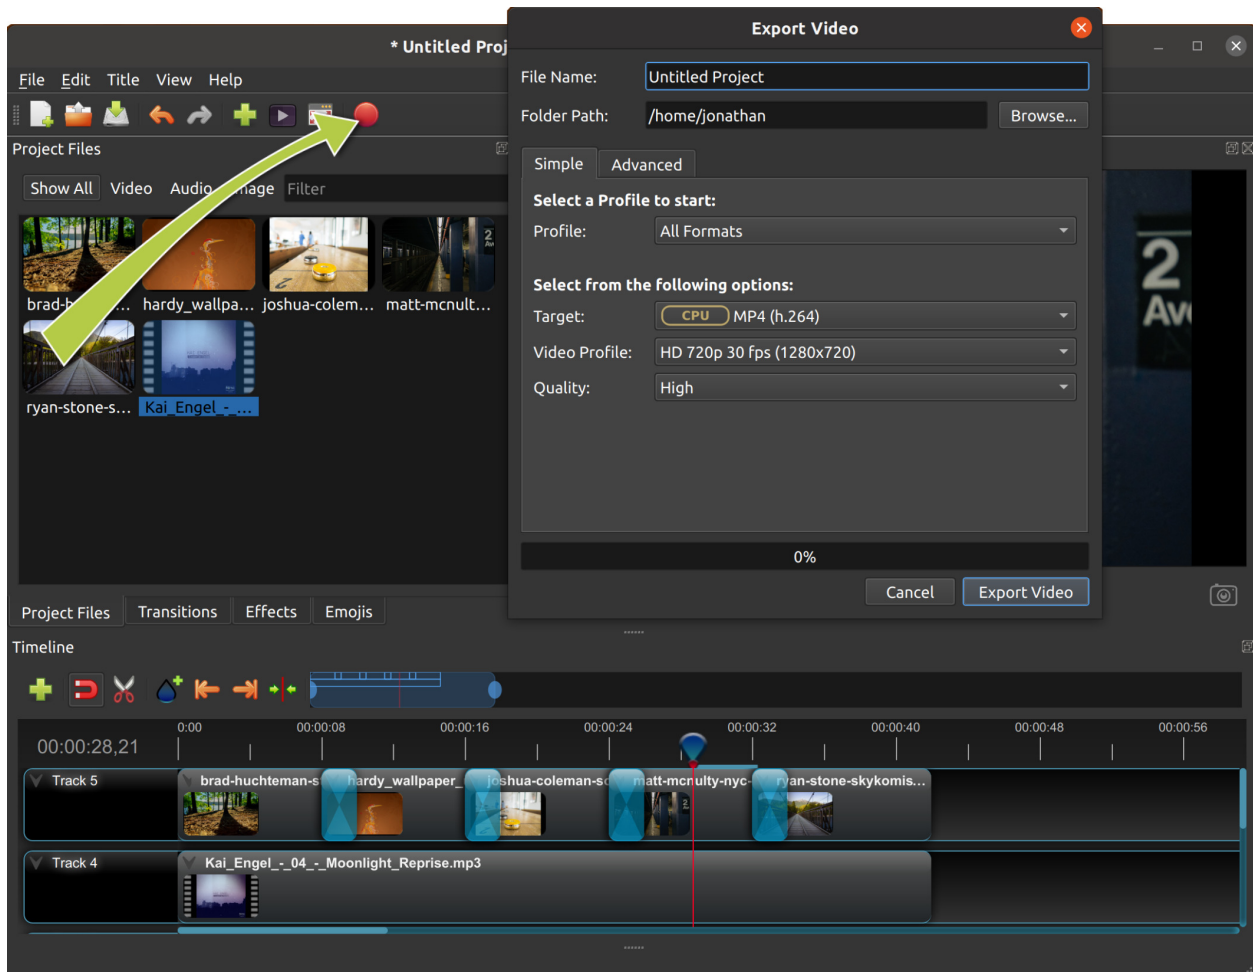 Export Video
* Untitled Proj
File Edit Title View Help
File Name: Untitled Project
Folder Path: /home/jonathan Browse...
Project Files
Simple Advanced
Show All Video Audio Image Filter
Select a Profile to start:
Profile: All Formats
Select from the following options:
Target: CPU MP4 (h.264)
Video Profile: HD 720p 30 fps (1280x720)
Quality: High
2
Av
brad-h... hardy_wallpa... joshua-colem... matt-mcnult...
ryan-stone-s... Kai_Engel_-_...
0%
Cancel Export Video
Project Files Transitions Effects Emojis
Timeline
0:00 00:00:08 00:00:16 00:00:24 00:00:32 00:00:40 00:00:48 00:00:56
00:00:28,21
Track 5 brad-huchteman-s hardy_wallpaper_ joshua-coleman-so matt-mcnulty-nyc- ryan-stone-skykomis...
Track 4 Kai_Engel_-_04_-_Moonlight_Reprise.mp3